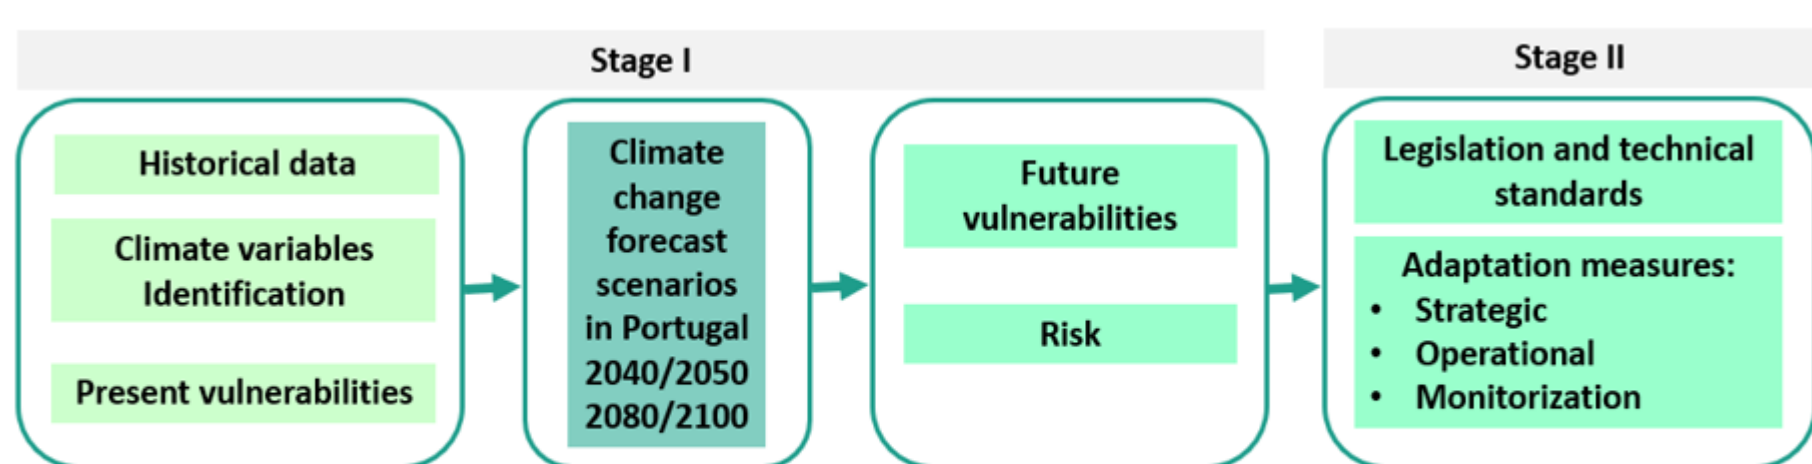 Stage I
Stage II
Historical data
Climate variables
Identification
Present vulnerabilities
Climate
change
forecast
scenarios
in Portugal
2040/2050
2080/2100
Future
vulnerabilities
Risk
Legislation and technical
standards
Adaptation measures:
• Strategic
• Operational
• Monitorization